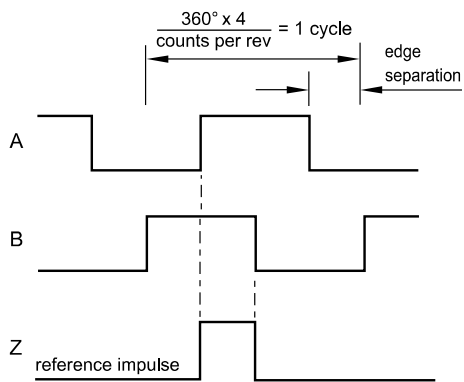 360° x 4
counts per rev
= 1 cycle
edge
separation
A
B
Z
reference impulse